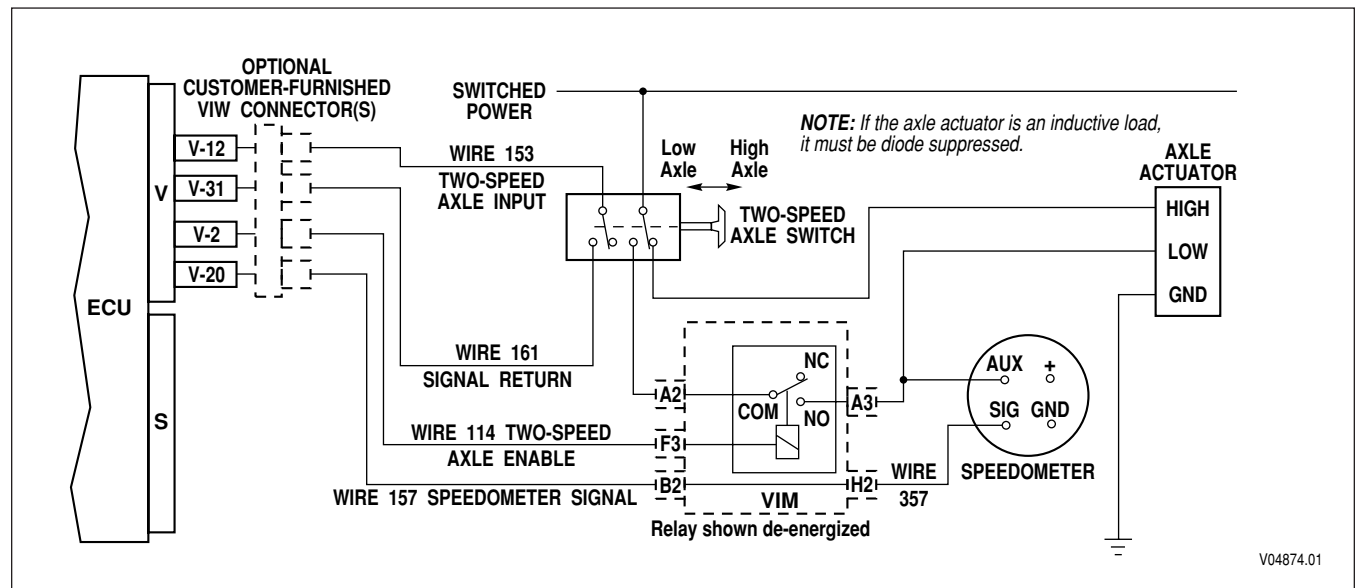 OPTIONAL
CUSTOMER-FURNISHED
VIW CONNECTOR(S)
SWITCHED
POWER
NOTE: If the axle actuator is an inductive load,
it must be diode suppressed.
V-12
V-31
V-2
V-20
V
S
ECU
WIRE 153
TWO-SPEED
AXLE INPUT
Low
Axle
High
Axle
TWO-SPEED
AXLE SWITCH
AXLE
ACTUATOR
HIGH
LOW
GND
WIRE 161
SIGNAL RETURN
WIRE 114 TWO-SPEED
AXLE ENABLE
WIRE 157 SPEEDOMETER SIGNAL
A2
F3
B2
NC
COM
NO
A3
H2
VIM
Relay shown de-energized
WIRE
357
AUX
+
SIG
GND
SPEEDOMETER
V04874.01